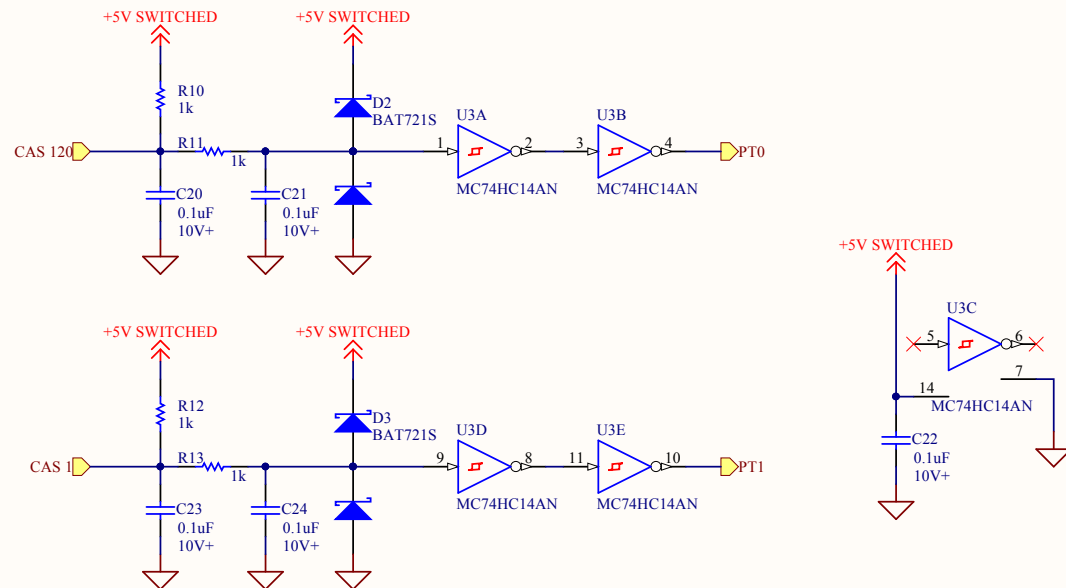 +5V SWITCHED
+5V SWITCHED
R10
1k
D2
BAT721S
U3A
U3B
CAS 120
R11
1k
1
2
3
4
PT0
MC74HC14AN
MC74HC14AN
C20
0.1uF
10V+
C21
0.1uF
10V+
+5V SWITCHED
U3C
5
6
7
14
MC74HC14AN
C22
0.1uF
10V+
+5V SWITCHED
+5V SWITCHED
R12
1k
D3
BAT721S
U3D
U3E
CAS 1
R13
1k
9
8
11
10
PT1
MC74HC14AN
MC74HC14AN
C23
0.1uF
10V+
C24
0.1uF
10V+